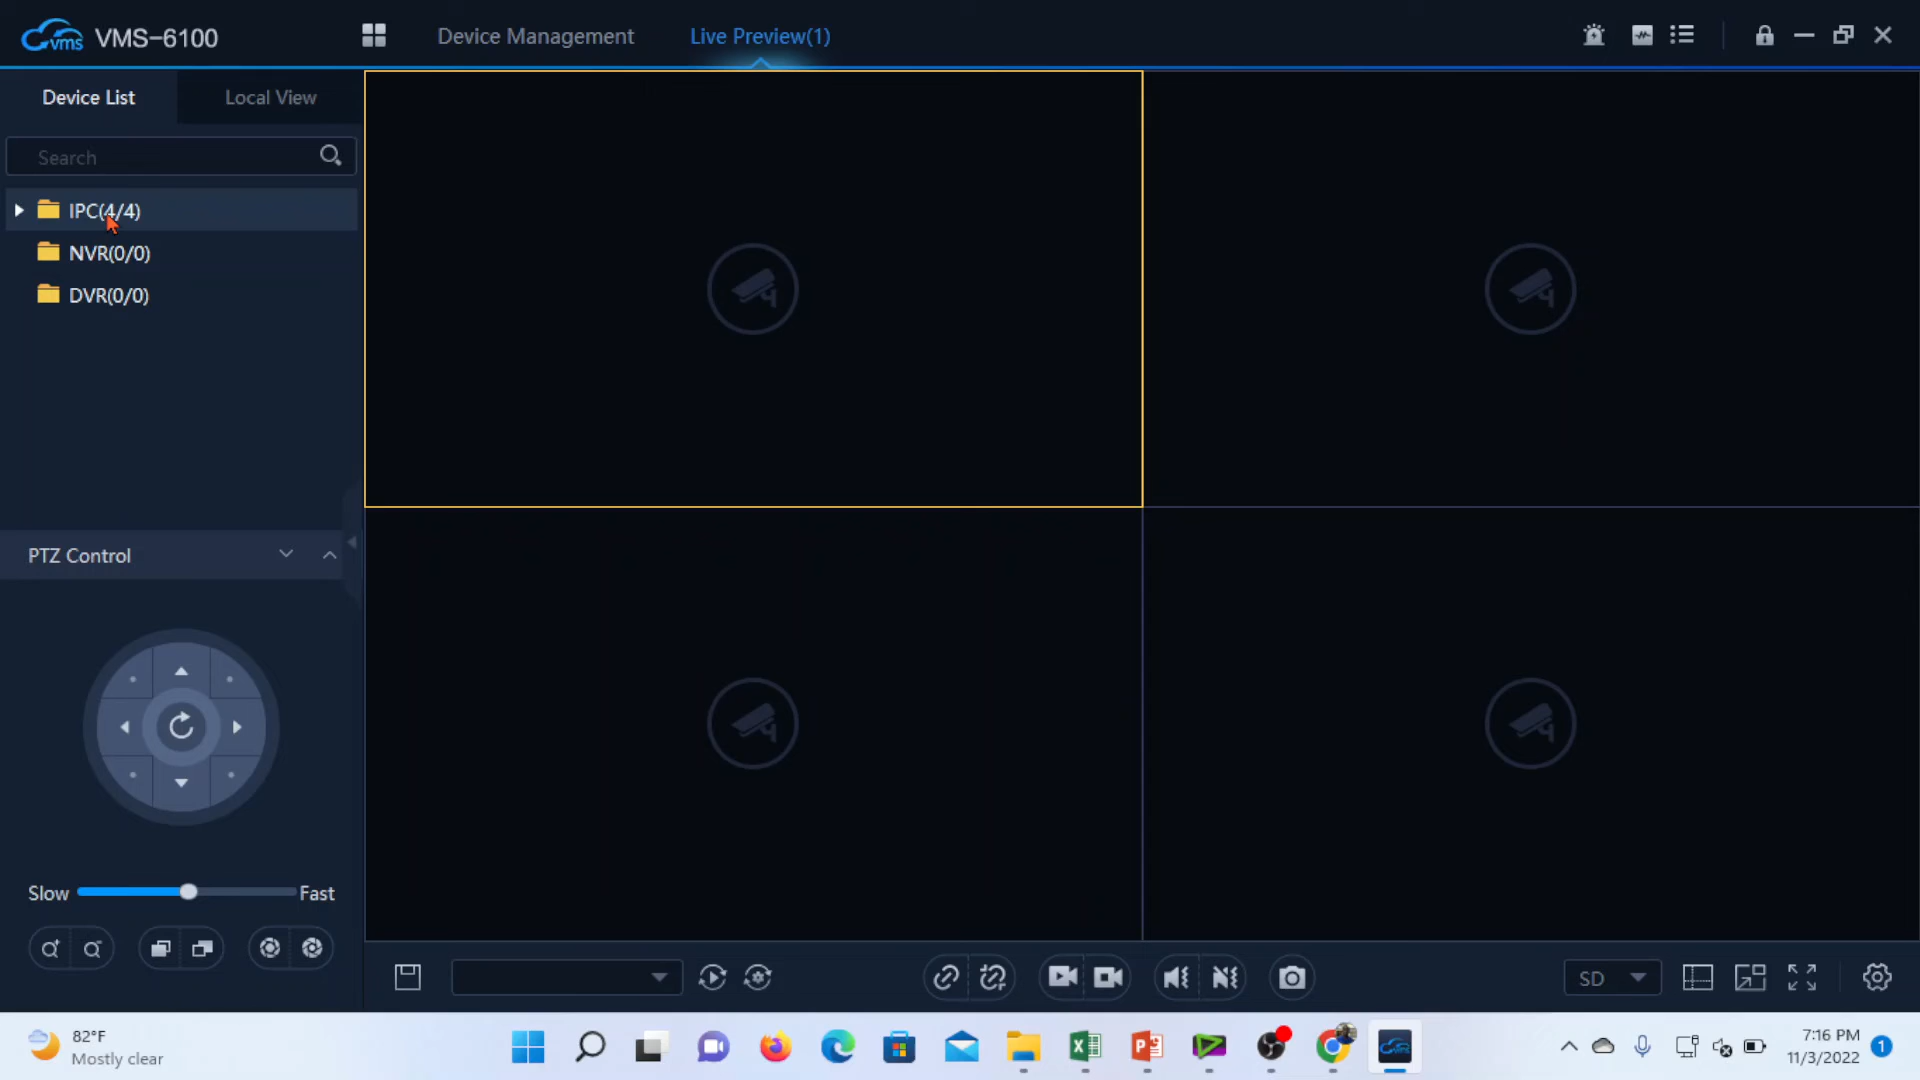 vms VMS-6100 Device Management Live Preview(1)
Device List Local View
Search
IPC(4/4)
NVR(0/0)
DVR(0/0)
PTZ Control
Slow Fast
SD
82°F
Mostly clear
7:16 PM
11/3/2022
1